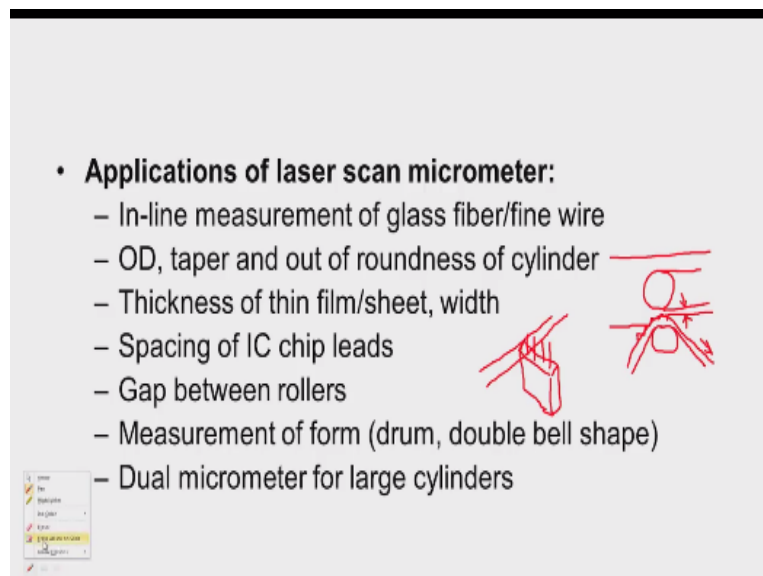 • Applications of laser scan micrometer:
– In-line measurement of glass fiber/fine wire
– OD, taper and out of roundness of cylinder
– Thickness of thin film/sheet, width
– Spacing of IC chip leads
– Gap between rollers
– Measurement of form (drum, double bell shape)
– Dual micrometer for large cylinders